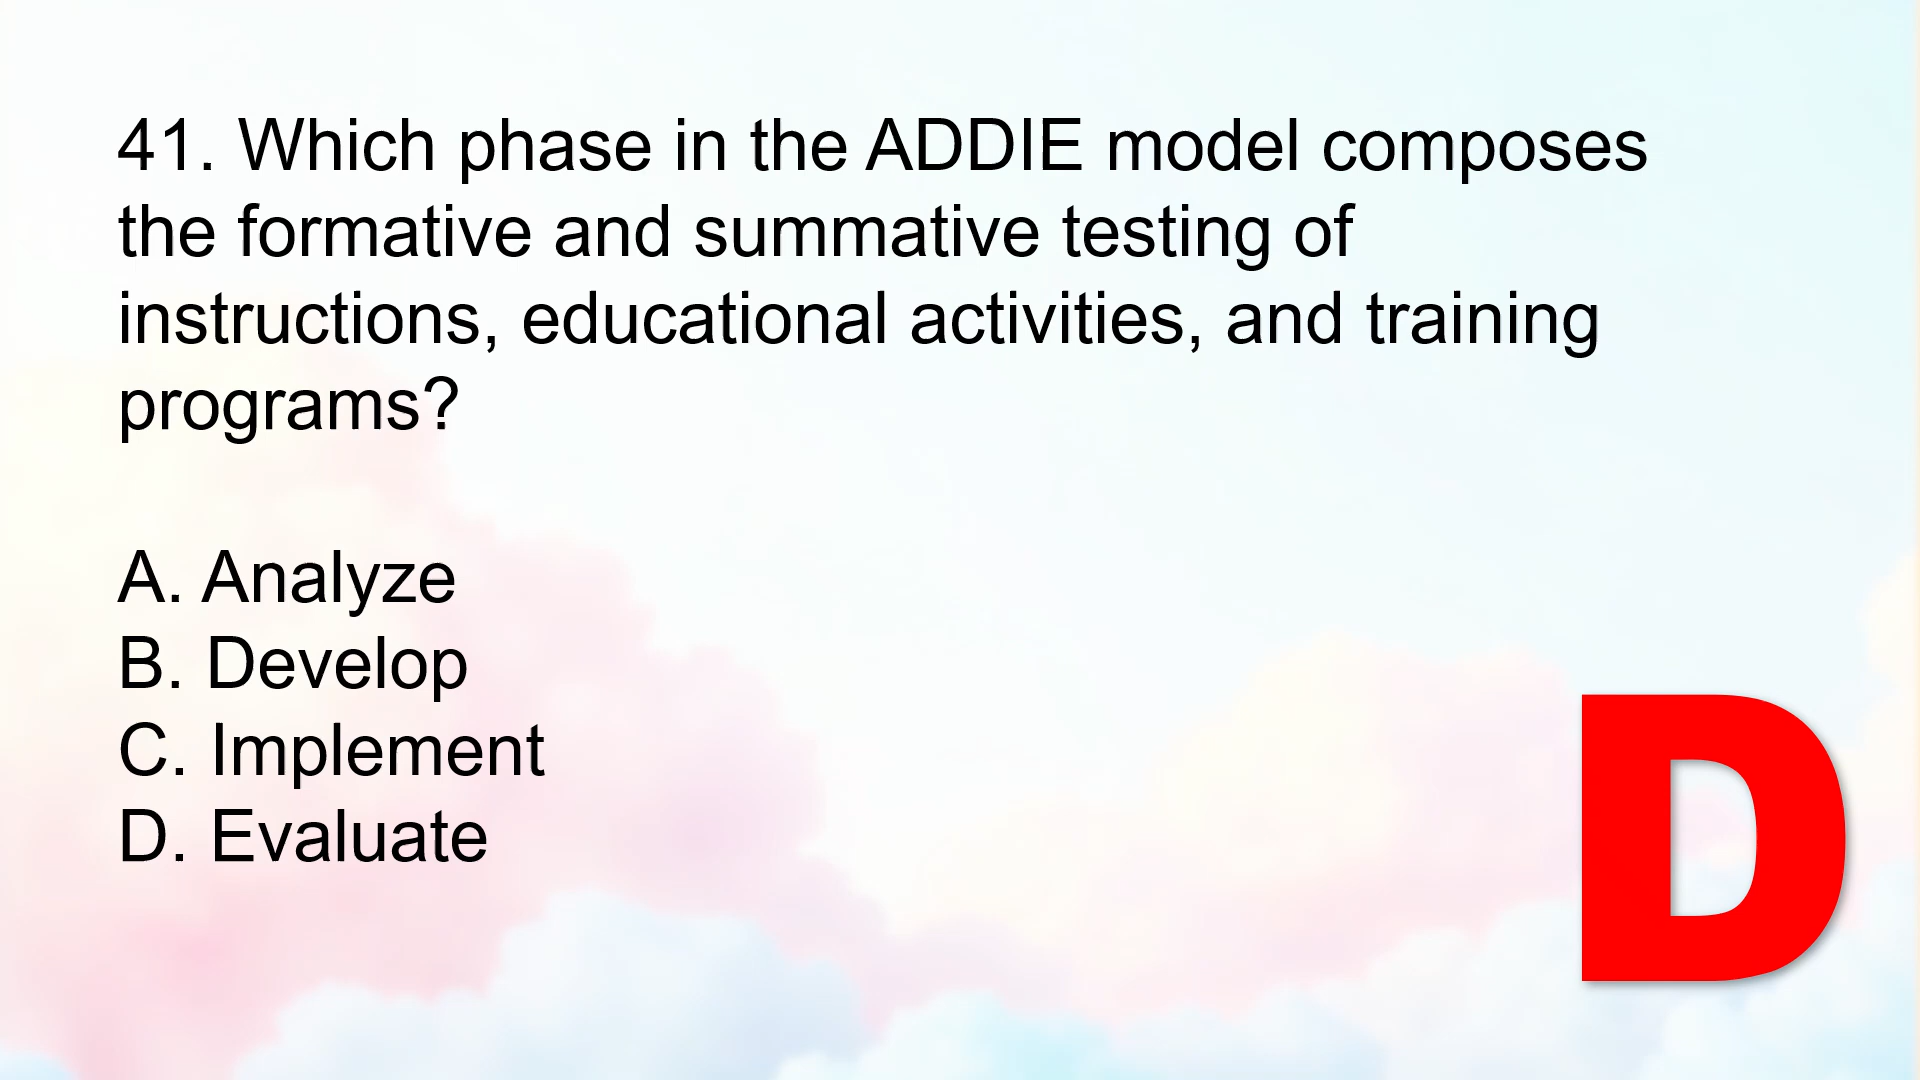 41. Which phase in the ADDIE model composes
the formative and summative testing of
instructions, educational activities, and training
programs?
A. Analyze
B. Develop
C. Implement
D. Evaluate
D